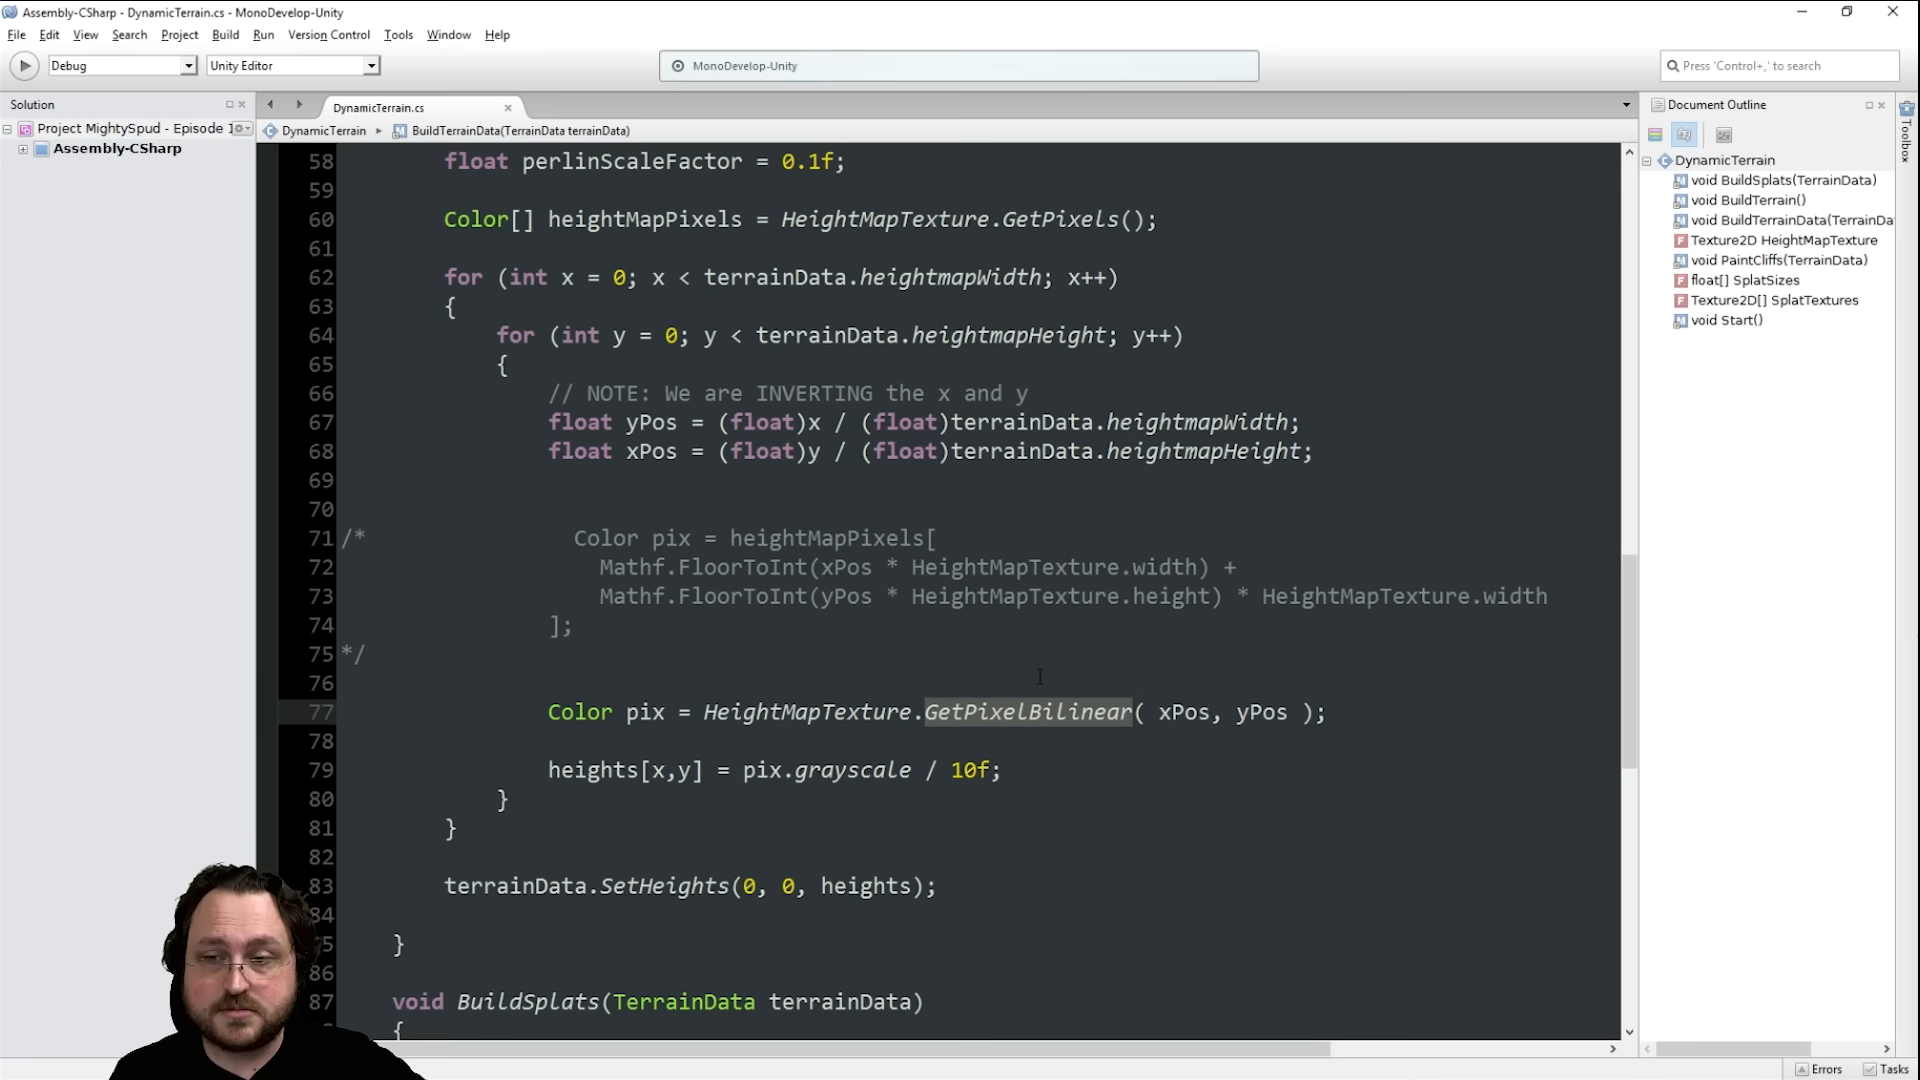 Assembly-CSharp - DynamicTerrain.cs - MonoDevelop-Unity
File Edit View Search Project Build Run Version Control Tools Window Help
Debug Unity Editor MonoDevelop-Unity Press 'Control+,' to search
Solution
Project MightySpud - Episode 1
Assembly-CSharp
DynamicTerrain.cs
DynamicTerrain BuildTerrainData(TerrainData terrainData)
58 float perlinScaleFactor = 0.1f;
59
60 Color[] heightMapPixels = HeightMapTexture.GetPixels();
61
62 for (int x = 0; x < terrainData.heightmapWidth; x++)
63 {
64 for (int y = 0; y < terrainData.heightmapHeight; y++)
65 {
66 // NOTE: We are INVERTING the x and y
67 float yPos = (float)x / (float)terrainData.heightmapWidth;
68 float xPos = (float)y / (float)terrainData.heightmapHeight;
69
70
71 /* Color pix = heightMapPixels[
72 Mathf.FloorToInt(xPos * HeightMapTexture.width) +
73 Mathf.FloorToInt(yPos * HeightMapTexture.height) * HeightMapTexture.width
74 ];
75 */
76
77 Color pix = HeightMapTexture.GetPixelBilinear( xPos, yPos );
78
79 heights[x,y] = pix.grayscale / 10f;
80 }
81 }
82
83 terrainData.SetHeights(0, 0, heights);
84
5 }
86
87 void BuildSplats(TerrainData terrainData)
{
Document Outline
DynamicTerrain
void BuildSplats(TerrainData)
void BuildTerrain()
void BuildTerrainData(TerrainDa
Texture2D HeightMapTexture
void PaintCliffs(TerrainData)
float[] SplatSizes
Texture2D[] SplatTextures
void Start()
Toolbox
Errors Tasks